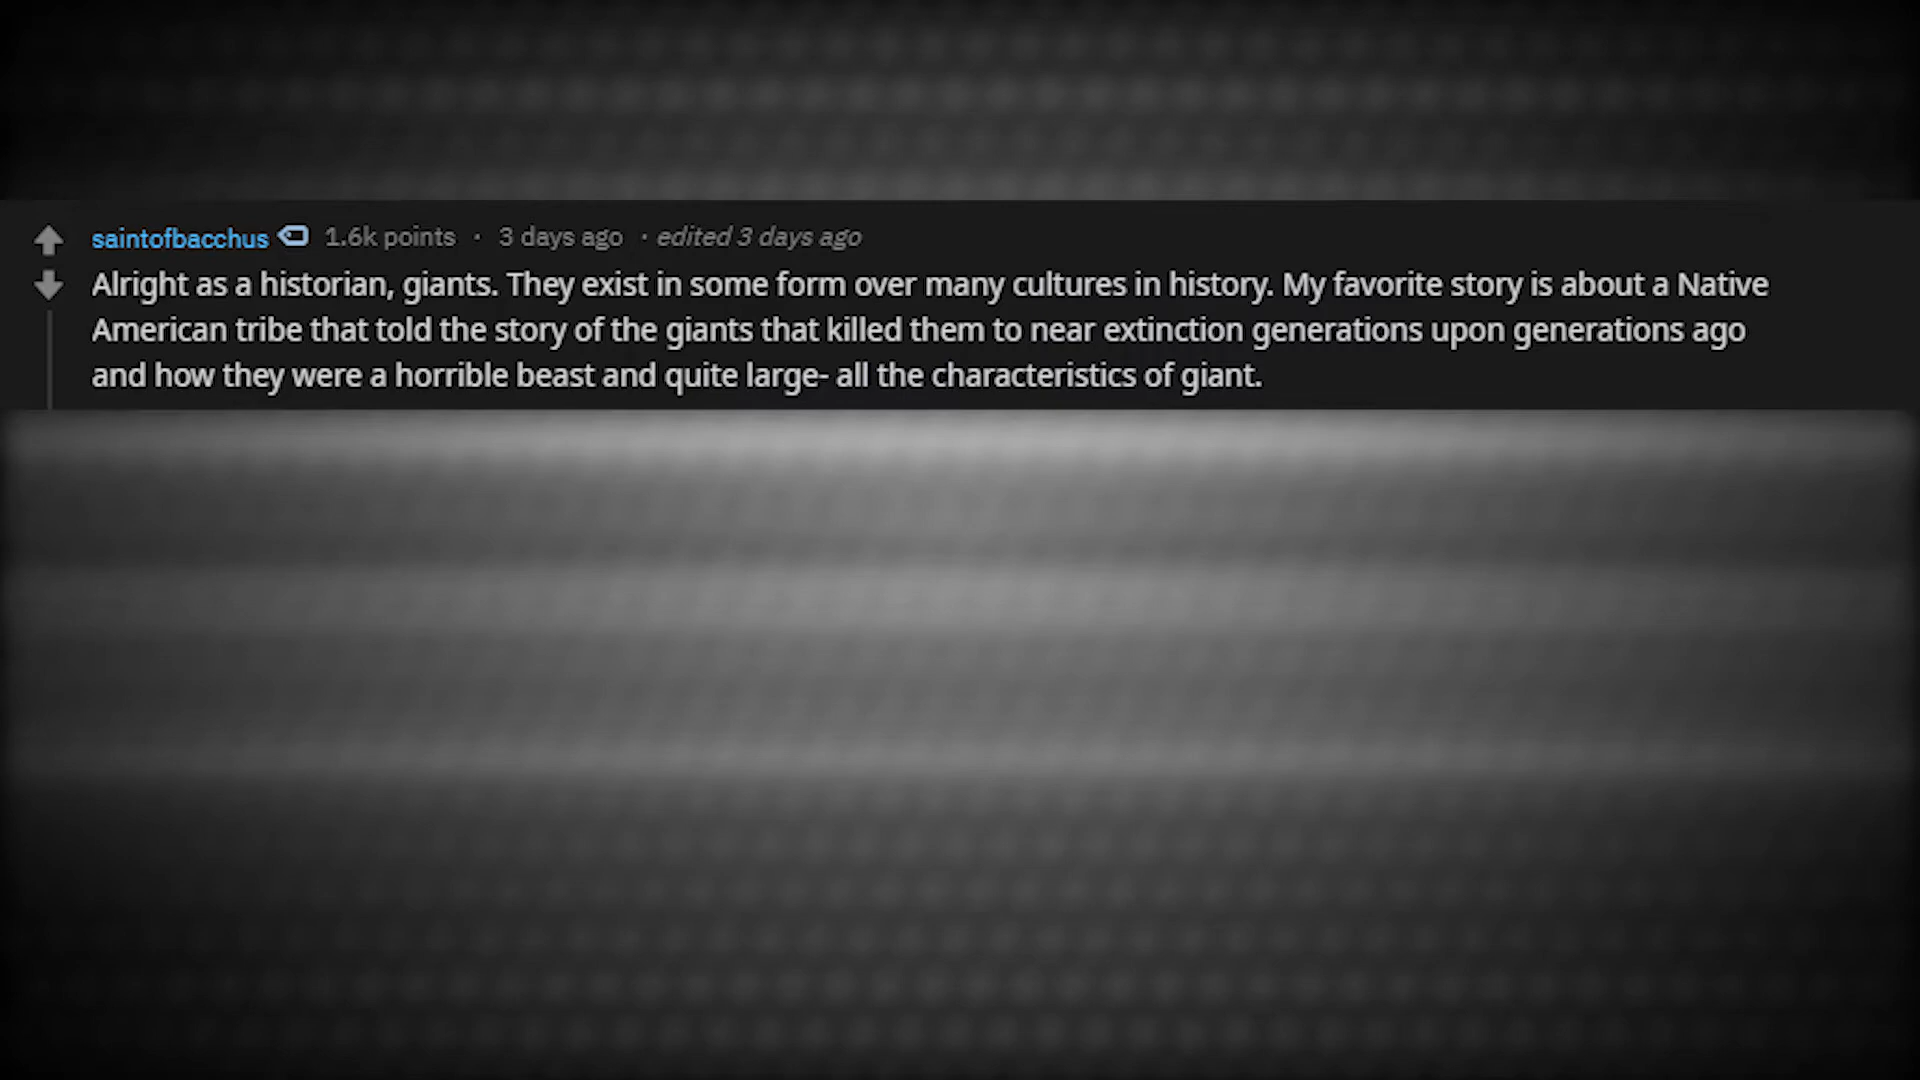 saintofbacchus 1.6k points · 3 days ago · edited 3 days ago
Alright as a historian, giants. They exist in some form over many cultures in history. My favorite story is about a Native
American tribe that told the story of the giants that killed them to near extinction generations upon generations ago
and how they were a horrible beast and quite large- all the characteristics of giant.